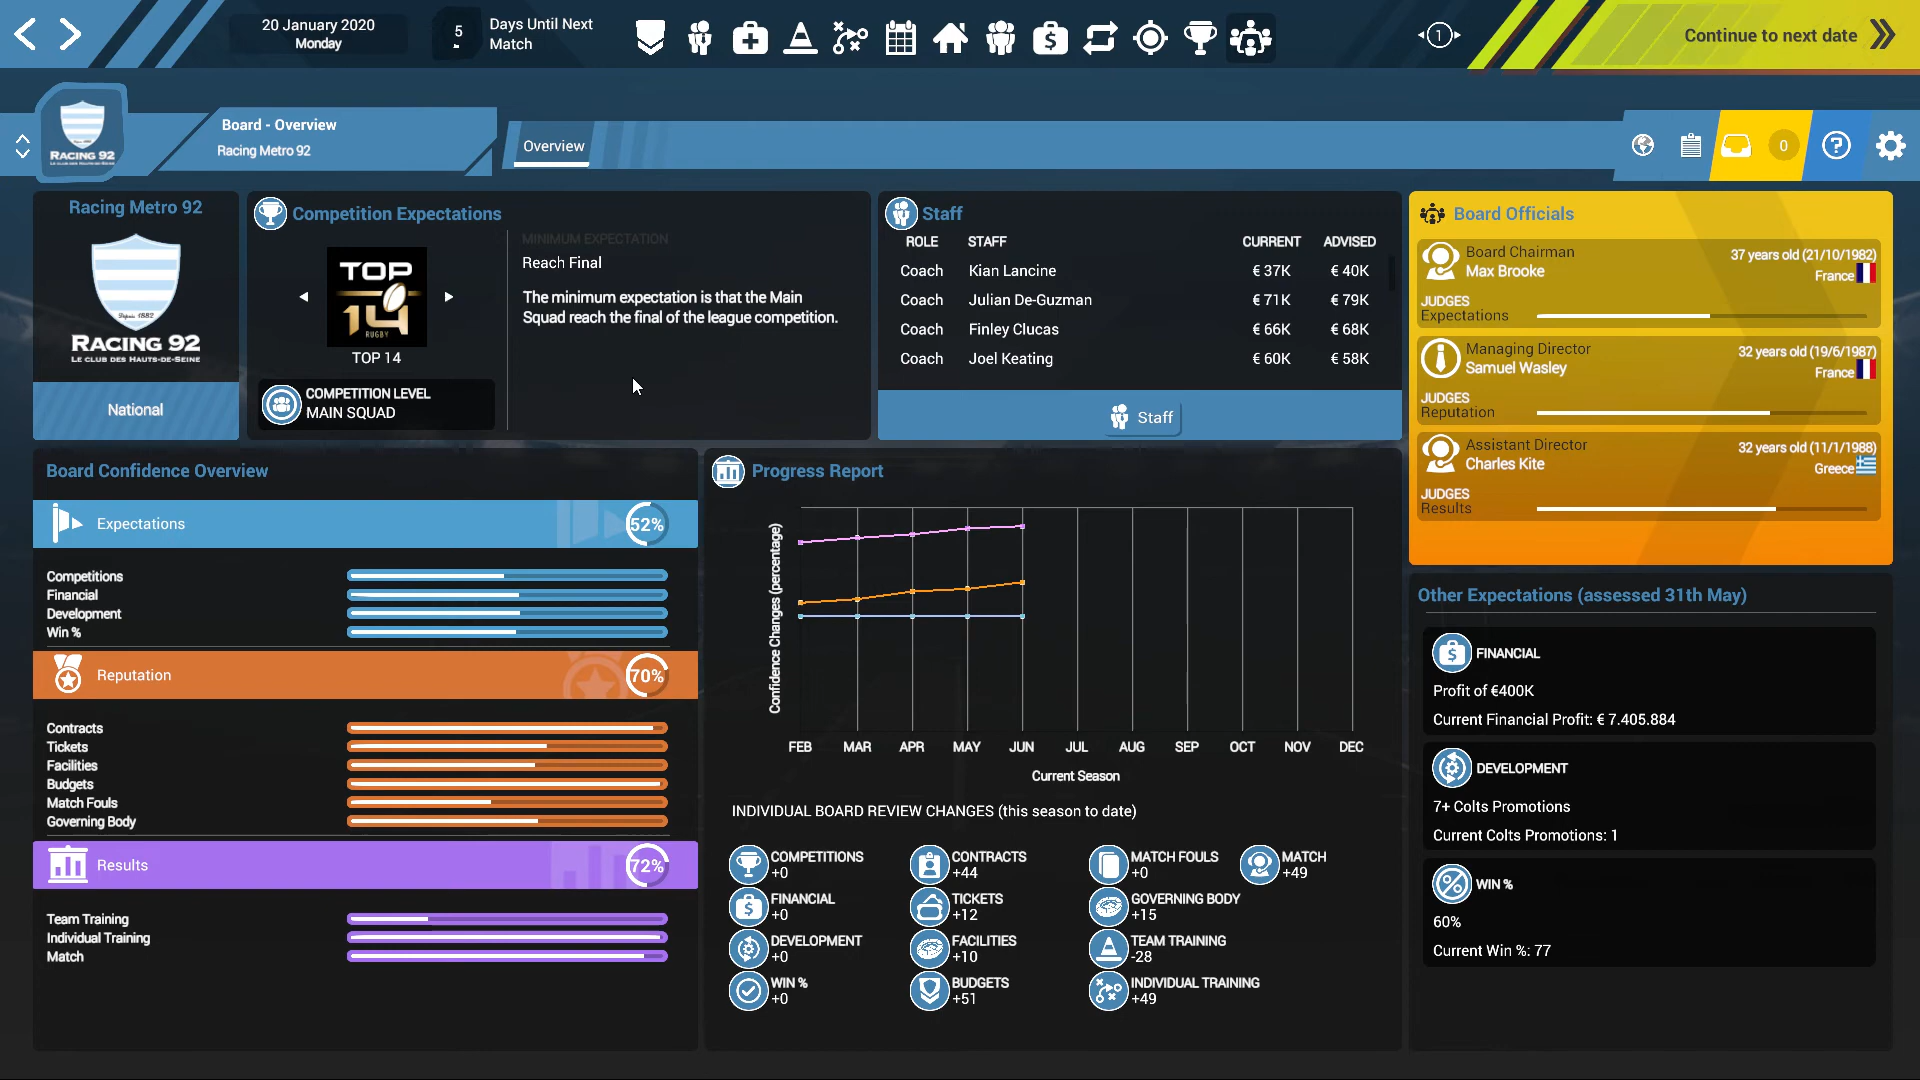 20 January 2020
Monday
5
Days Until Next
Match
1
Continue to next date
RACING 92
LE CLUB DES HAUTS-DE-SEINE
Board - Overview
Racing Metro 92
Overview
0
?
Racing Metro 92
Depuis 1882
RACING 92
LE CLUB DES HAUTS-DE-SEINE
National
Competition Expectations
TOP
14
RUGBY
TOP 14
COMPETITION LEVEL
MAIN SQUAD
MINIMUM EXPECTATION
Reach Final
The minimum expectation is that the Main
Squad reach the final of the league competition.
Staff
ROLE STAFF CURRENT ADVISED
Coach Kian Lancine € 37K € 40K
Coach Julian De-Guzman € 71K € 79K
Coach Finley Clucas € 66K € 68K
Coach Joel Keating € 60K € 58K
Staff
Board Officials
Board Chairman
Max Brooke
37 years old (21/10/1982)
France
JUDGES
Expectations
Managing Director
Samuel Wasley
32 years old (19/6/1987)
France
JUDGES
Reputation
Assistant Director
Charles Kite
32 years old (11/1/1988)
Greece
JUDGES
Results
Board Confidence Overview
Expectations 52%
Competitions
Financial
Development
Win %
Reputation 70%
Contracts
Tickets
Facilities
Budgets
Match Fouls
Governing Body
Results 72%
Team Training
Individual Training
Match
Progress Report
Confidence Changes (percentage)
FEB MAR APR MAY JUN JUL AUG SEP OCT NOV DEC
Current Season
INDIVIDUAL BOARD REVIEW CHANGES (this season to date)
COMPETITIONS
+0
CONTRACTS
+44
MATCH FOULS
+0
MATCH
+49
FINANCIAL
+0
TICKETS
+12
GOVERNING BODY
+15
DEVELOPMENT
+0
FACILITIES
+10
TEAM TRAINING
-28
WIN %
+0
BUDGETS
+51
INDIVIDUAL TRAINING
+49
Other Expectations (assessed 31th May)
FINANCIAL
Profit of €400K
Current Financial Profit: € 7.405.884
DEVELOPMENT
7+ Colts Promotions
Current Colts Promotions: 1
WIN %
60%
Current Win %: 77